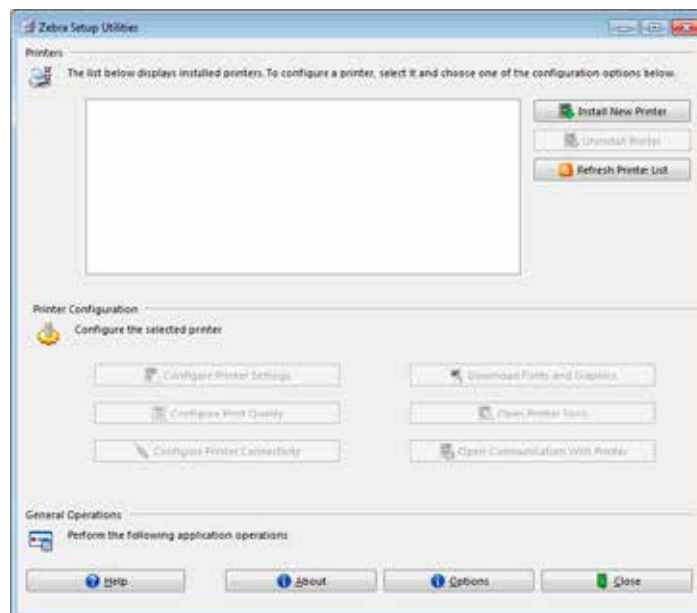 Zebra Setup Utilities
Printers
The list below displays installed printers. To configure a printer, select it and choose one of the configuration options below.
Install New Printer
Uninstall Printer
Refresh Printer List
Printer Configuration
Configure the selected printer
Configure Printer Settings
Download Fonts and Graphics
Configure Print Quality
Open Printer Tools
Configure Printer Connectivity
Open Communication With Printer
General Operations
Perform the following application operations
Help
About
Options
Close